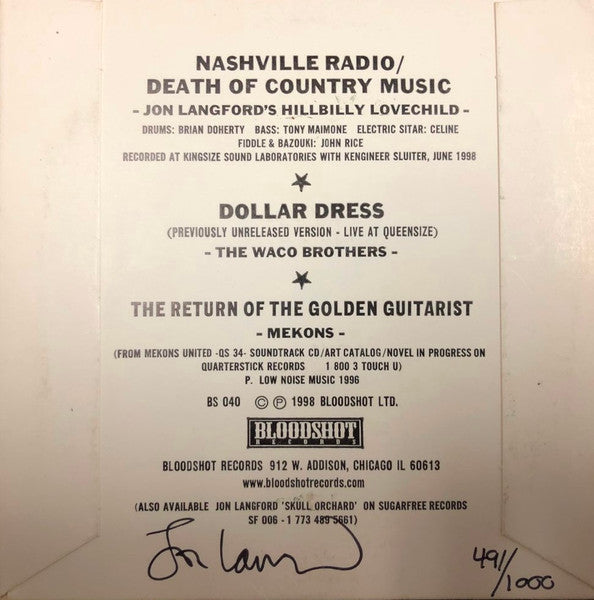 NASHVILLE RADIO/
DEATH OF COUNTRY MUSIC
- JON LANGFORD'S HILLBILLY LOVECHILD -
DRUMS: BRIAN DOHERTY BASS: TONY MAIMONE ELECTRIC SITAR: CELINE
FIDDLE & BAZOUKI: JOHN RICE
RECORDED AT KINGSIZE SOUND LABORATORIES WITH KENGINEER SLUITER, JUNE 1998
DOLLAR DRESS
(PREVIOUSLY UNRELEASED VERSION - LIVE AT QUEENSIZE)
- THE WACO BROTHERS -
THE RETURN OF THE GOLDEN GUITARIST
- MEKONS -
(FROM MEKONS UNITED -QS 34- SOUNDTRACK CD/ART CATALOG/NOVEL IN PROGRESS ON
QUARTERSTICK RECORDS 1 800 3 TOUCH U)
P. LOW NOISE MUSIC 1996
BS 040 © ℗ 1998 BLOODSHOT LTD.
BLOODSHOT
RECORDS
BLOODSHOT RECORDS 912 W. ADDISON, CHICAGO IL 60613
www.bloodshotrecords.com
(ALSO AVAILABLE JON LANGFORD 'SKULL ORCHARD' ON SUGARFREE RECORDS
SF 006 - 1 773 489 5661)
Jon
491/1000